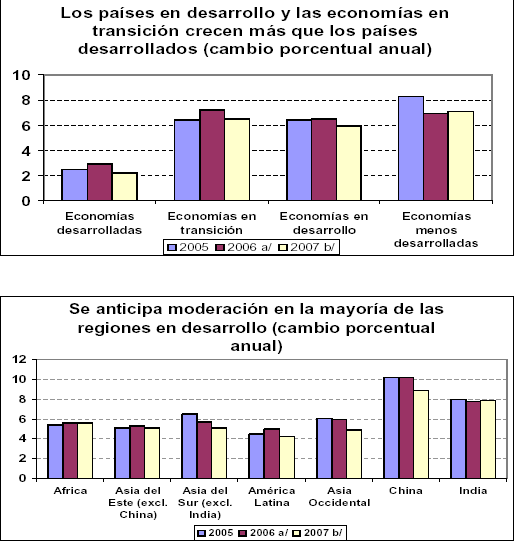 Los países en desarrollo y las economías en
transición crecen más que los países
desarrollados (cambio porcentual anual)
10
8
6
4
2
0
Economías
desarrolladas
Economías en
transición
Economías en
desarrollo
Economías
menos
desarrolladas
2005 2006 a/ 2007 b/
Se anticipa moderación en la mayoría de las
regiones en desarrollo (cambio porcentual
anual)
12
10
8
6
4
2
0
Africa
Asia del
Este (excl.
China)
Asia del
Sur (excl.
India)
América
Latina
Asia
Occidental
China
India
2005 2006 a/ 2007 b/